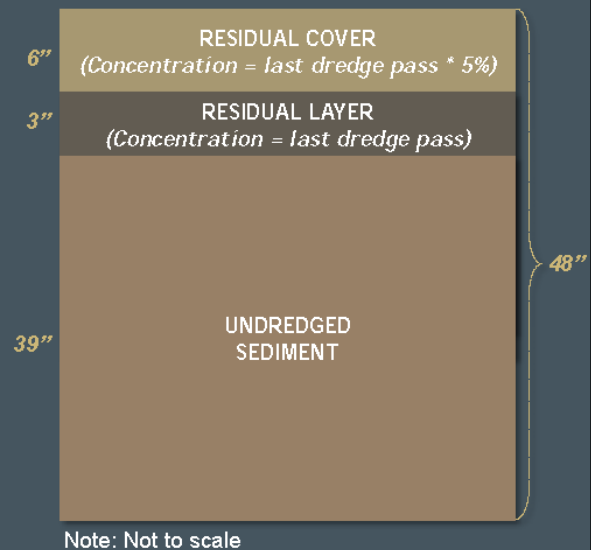 RESIDUAL COVER
6”
(Concentration = last dredge pass * 5%)
RESIDUAL LAYER
3”
(Concentration = last dredge pass)
48”
UNDREDGED
39”
SEDIMENT
Note: Not to scale